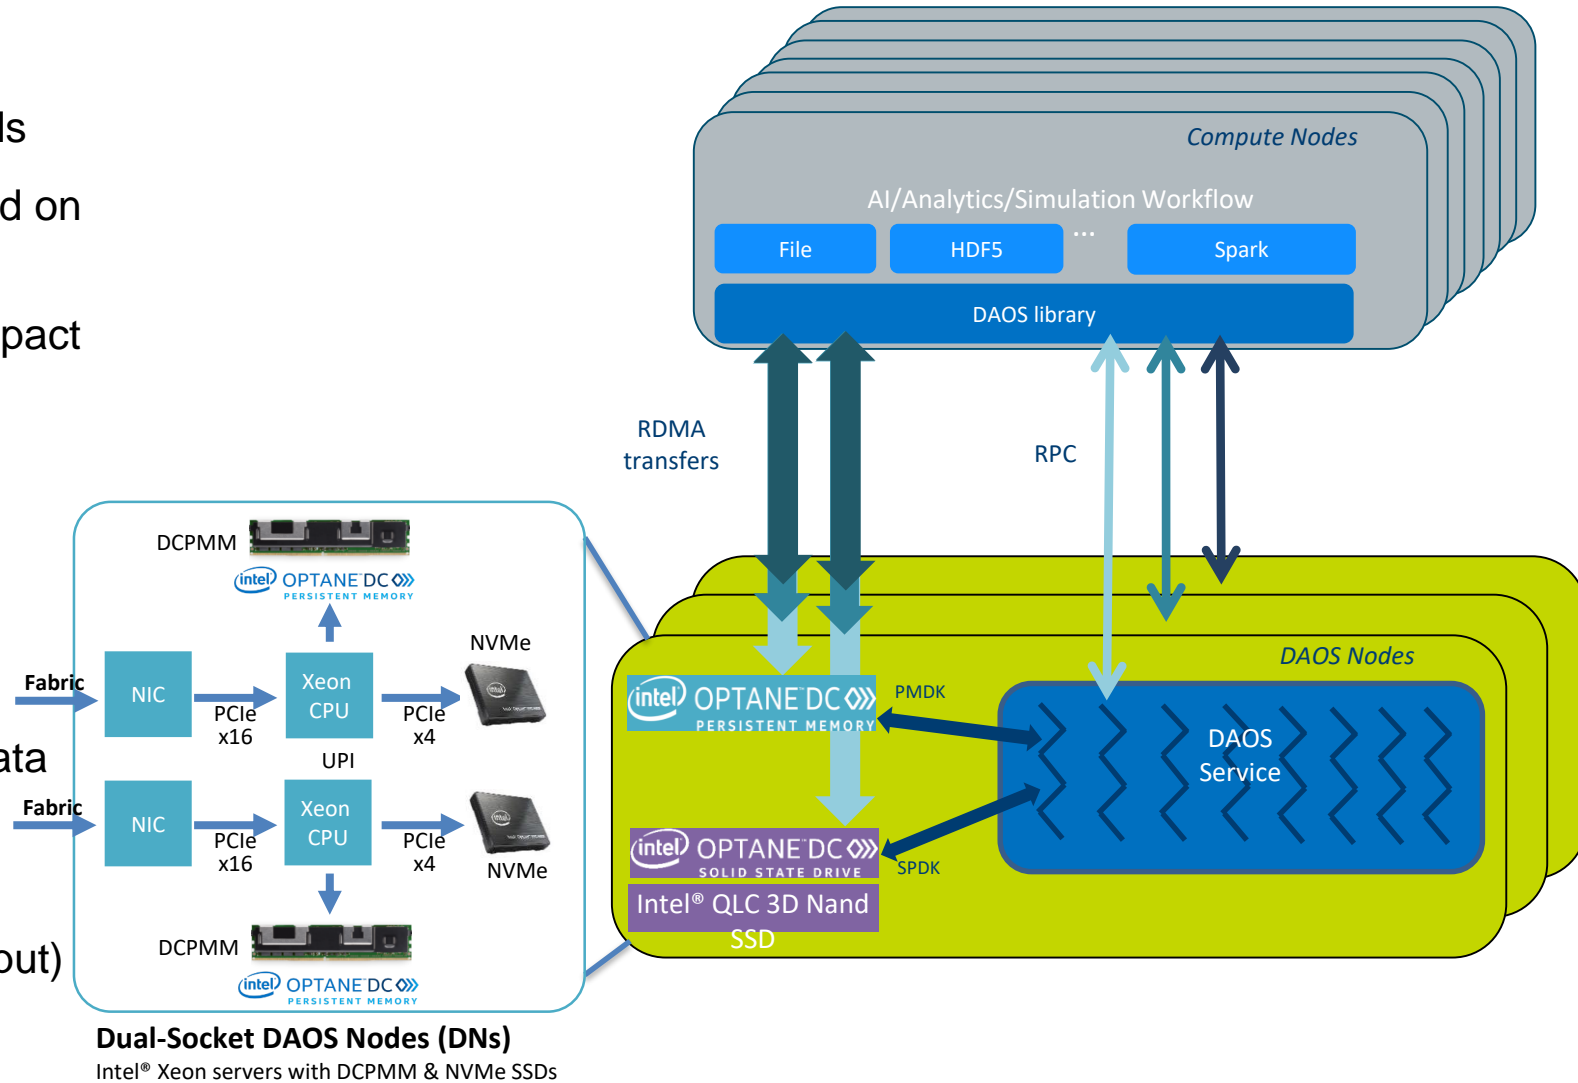 ls
d on
pact
ata
out)
Compute Nodes
AI/Analytics/Simulation Workflow
File
HDF5
...
Spark
DAOS library
RDMA
transfers
RPC
DCPMM
intel OPTANE™ DC
PERSISTENT MEMORY
NVMe
Fabric
NIC
PCIe
x16
Xeon
CPU
PCIe
x4
UPI
Fabric
NIC
PCIe
x16
Xeon
CPU
PCIe
x4
NVMe
DCPMM
intel OPTANE™ DC
PERSISTENT MEMORY
Dual-Socket DAOS Nodes (DNs)
Intel® Xeon servers with DCPMM & NVMe SSDs
DAOS Nodes
intel OPTANE™ DC
PERSISTENT MEMORY
PMDK
DAOS
Service
intel OPTANE™ DC
SOLID STATE DRIVE
SPDK
Intel® QLC 3D Nand
SSD